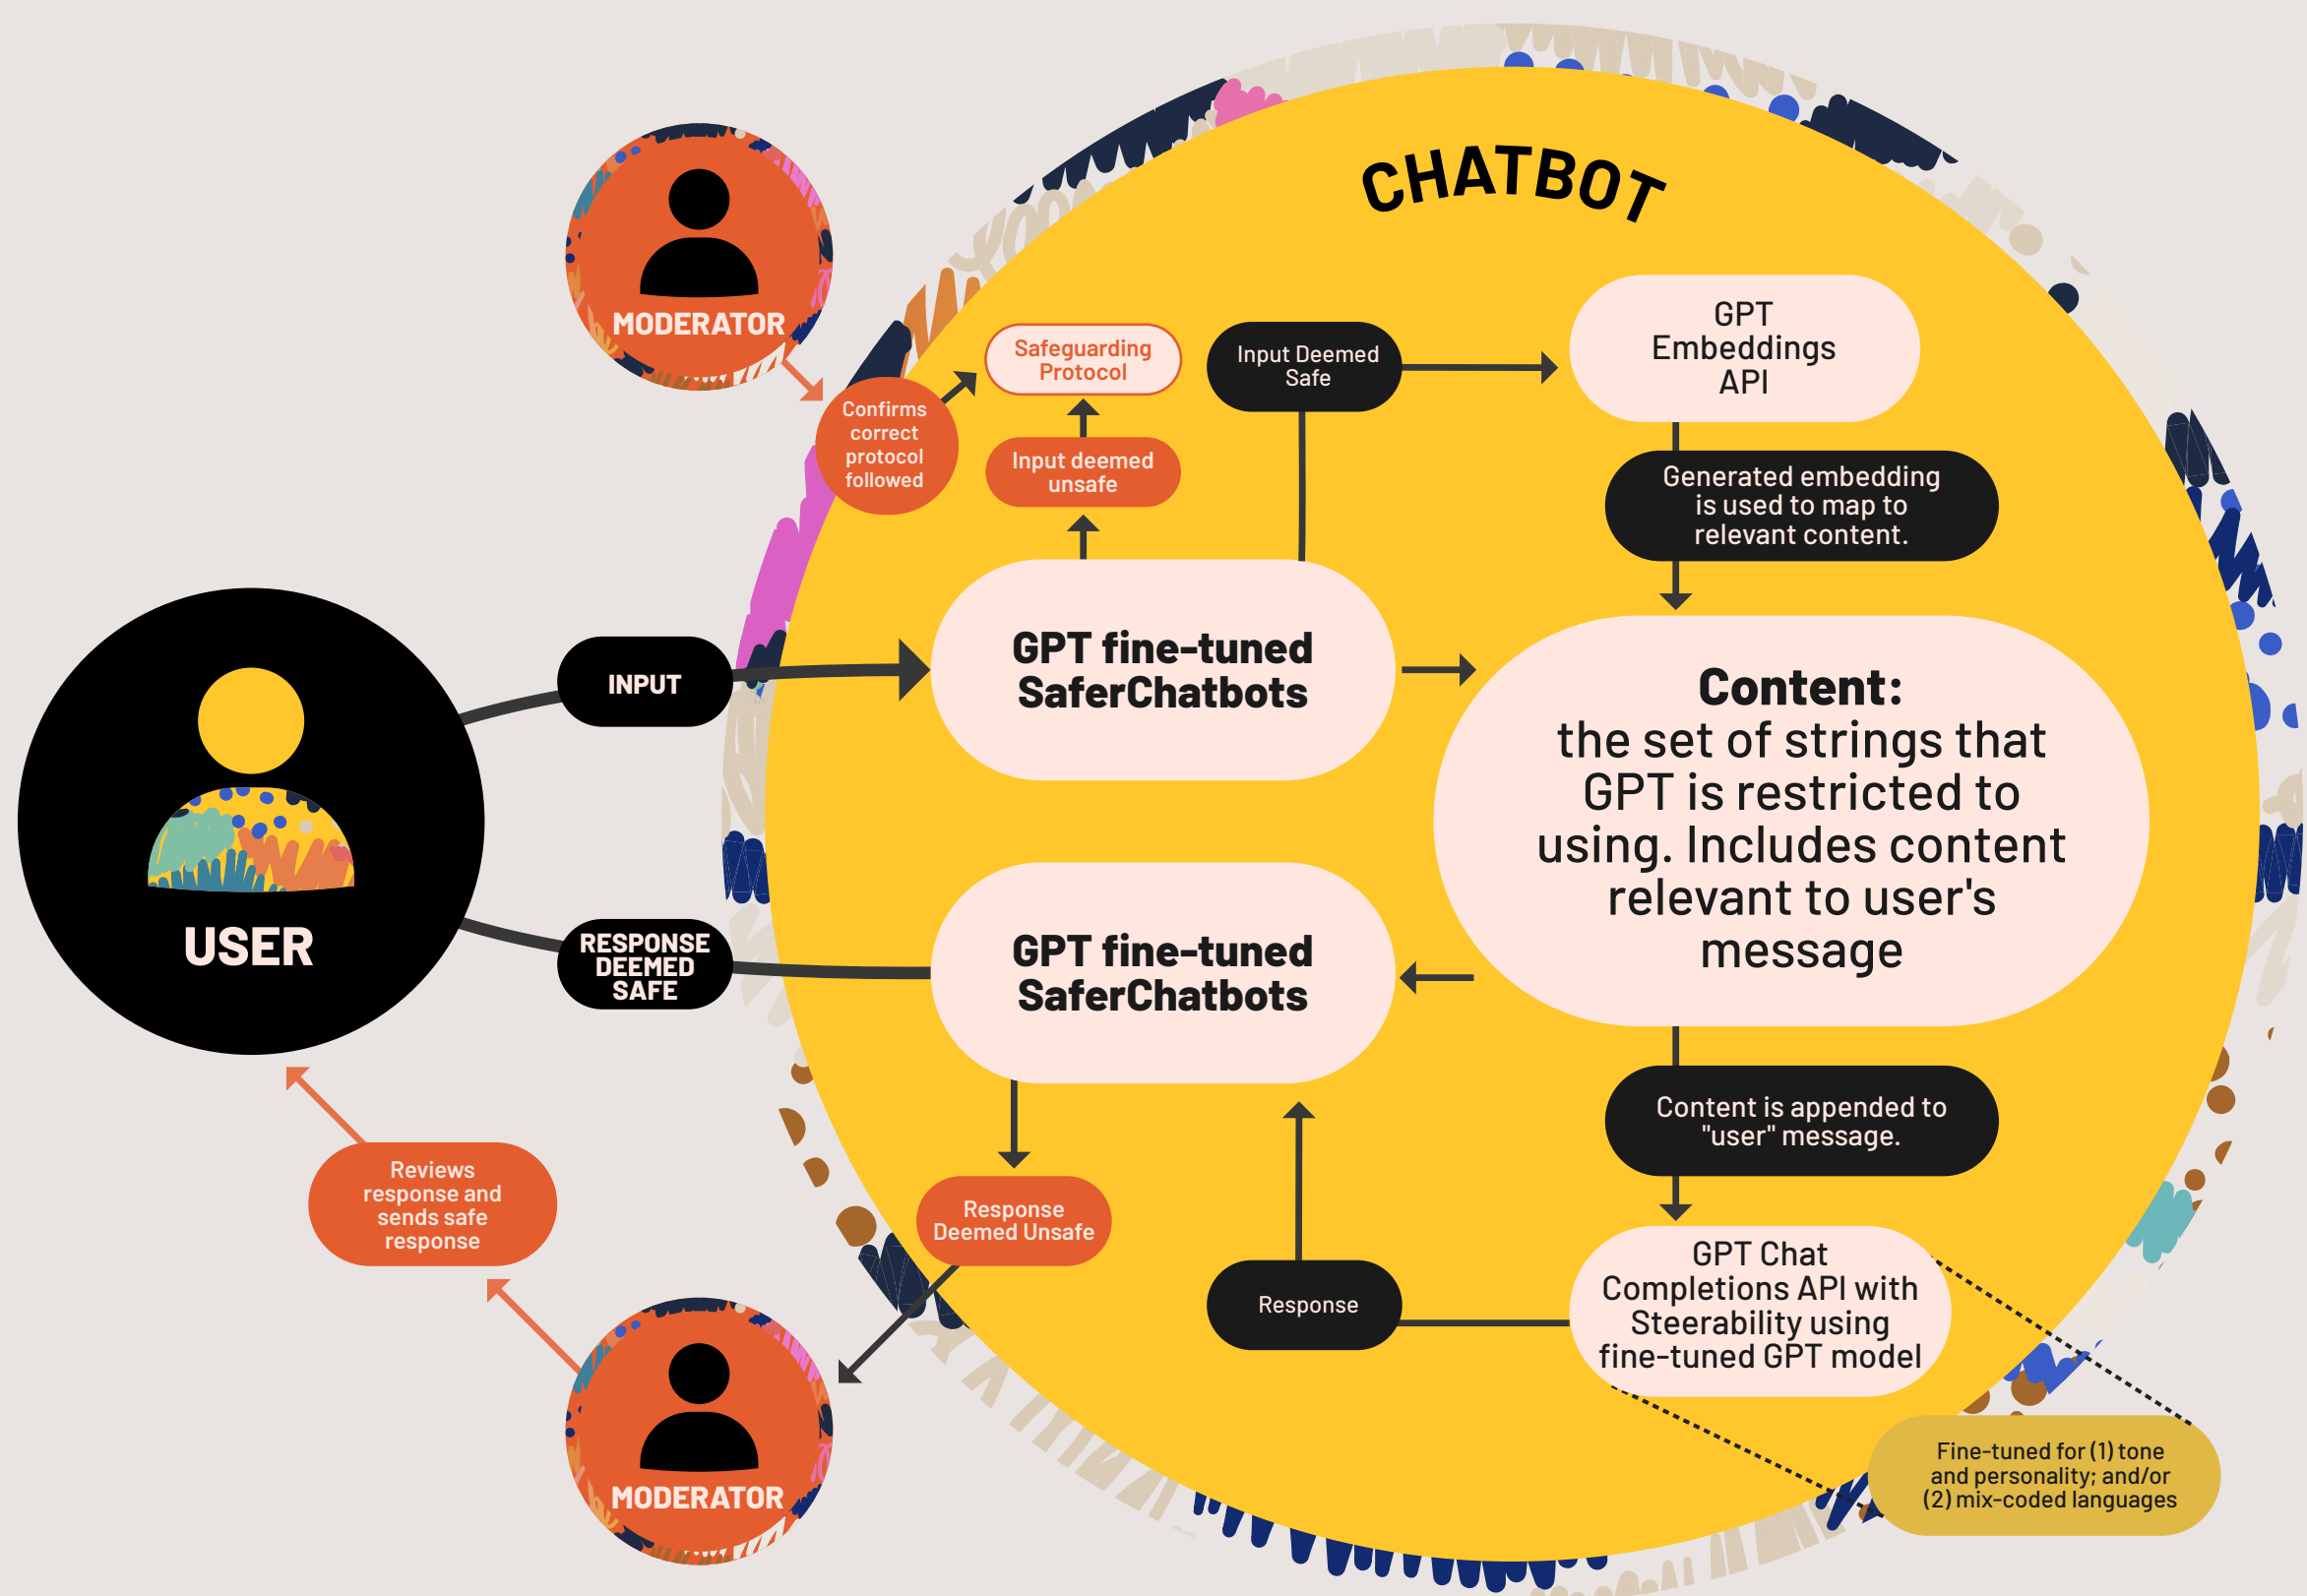 CHATBOT
MODERATOR
Confirms
correct
protocol
followed
Safeguarding
Protocol
Input deemed
unsafe
Input Deemed
Safe
GPT
Embeddings
API
Generated embedding
is used to map to
relevant content.
USER
INPUT
GPT fine-tuned
SaferChatbots
Content:
the set of strings that
GPT is restricted to
using. Includes content
relevant to user's
message
RESPONSE
DEEMED
SAFE
GPT fine-tuned
SaferChatbots
Content is appended to
"user" message.
Reviews
response and
sends safe
response
Response
Deemed Unsafe
Response
GPT Chat
Completions API with
Steerability using
fine-tuned GPT model
MODERATOR
Fine-tuned for (1) tone
and personality; and/or
(2) mix-coded languages